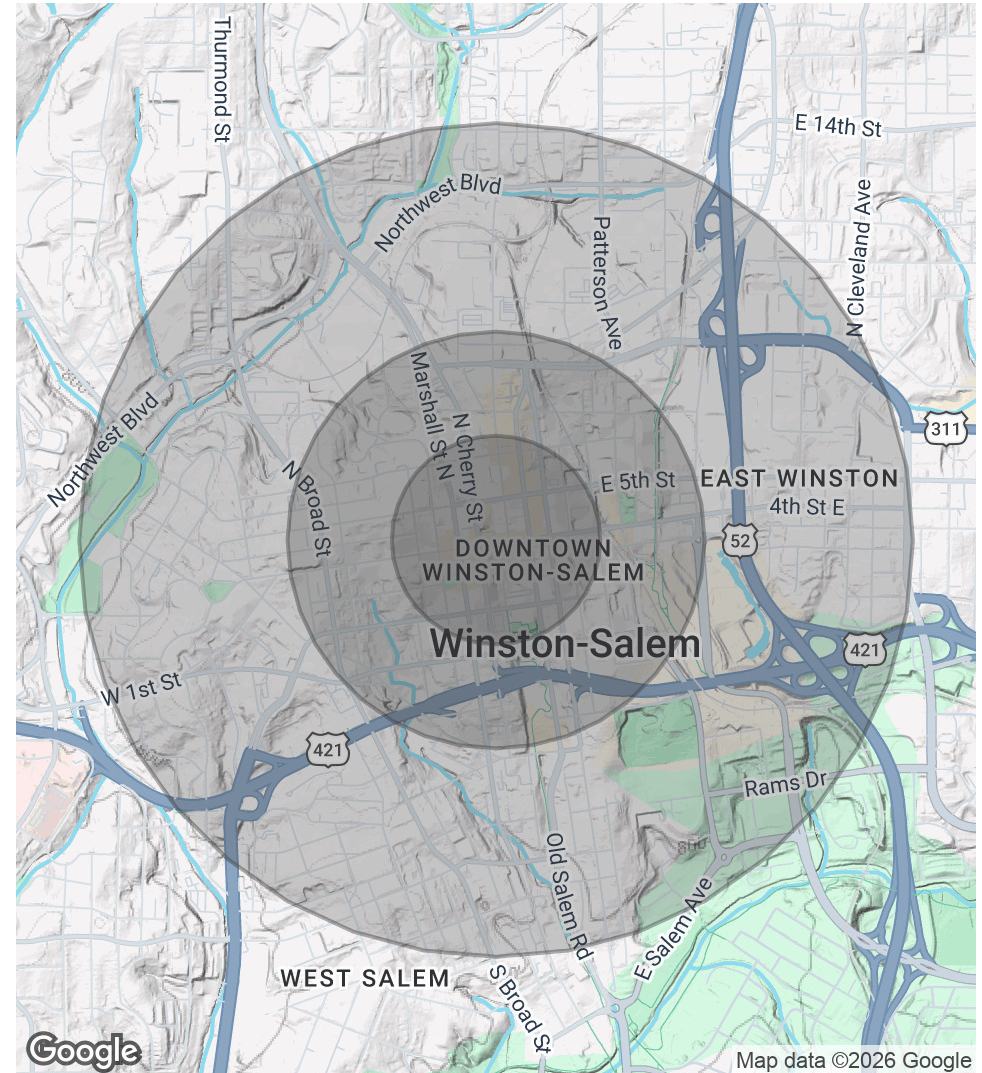 Thurmond St
E 14th St
Northwest Blvd
N Cleveland Ave
Patterson Ave
Marshall St N
N Cherry St
Northwest Blvd
311
N Broad St
E 5th St
EAST WINSTON
4th St E
52
DOWNTOWN
WINSTON-SALEM
Winston-Salem
421
W 1st St
421
Rams Dr
Old Salem Rd
E Salem Ave
WEST SALEM
S Broad St
Google
Map data ©2026 Google